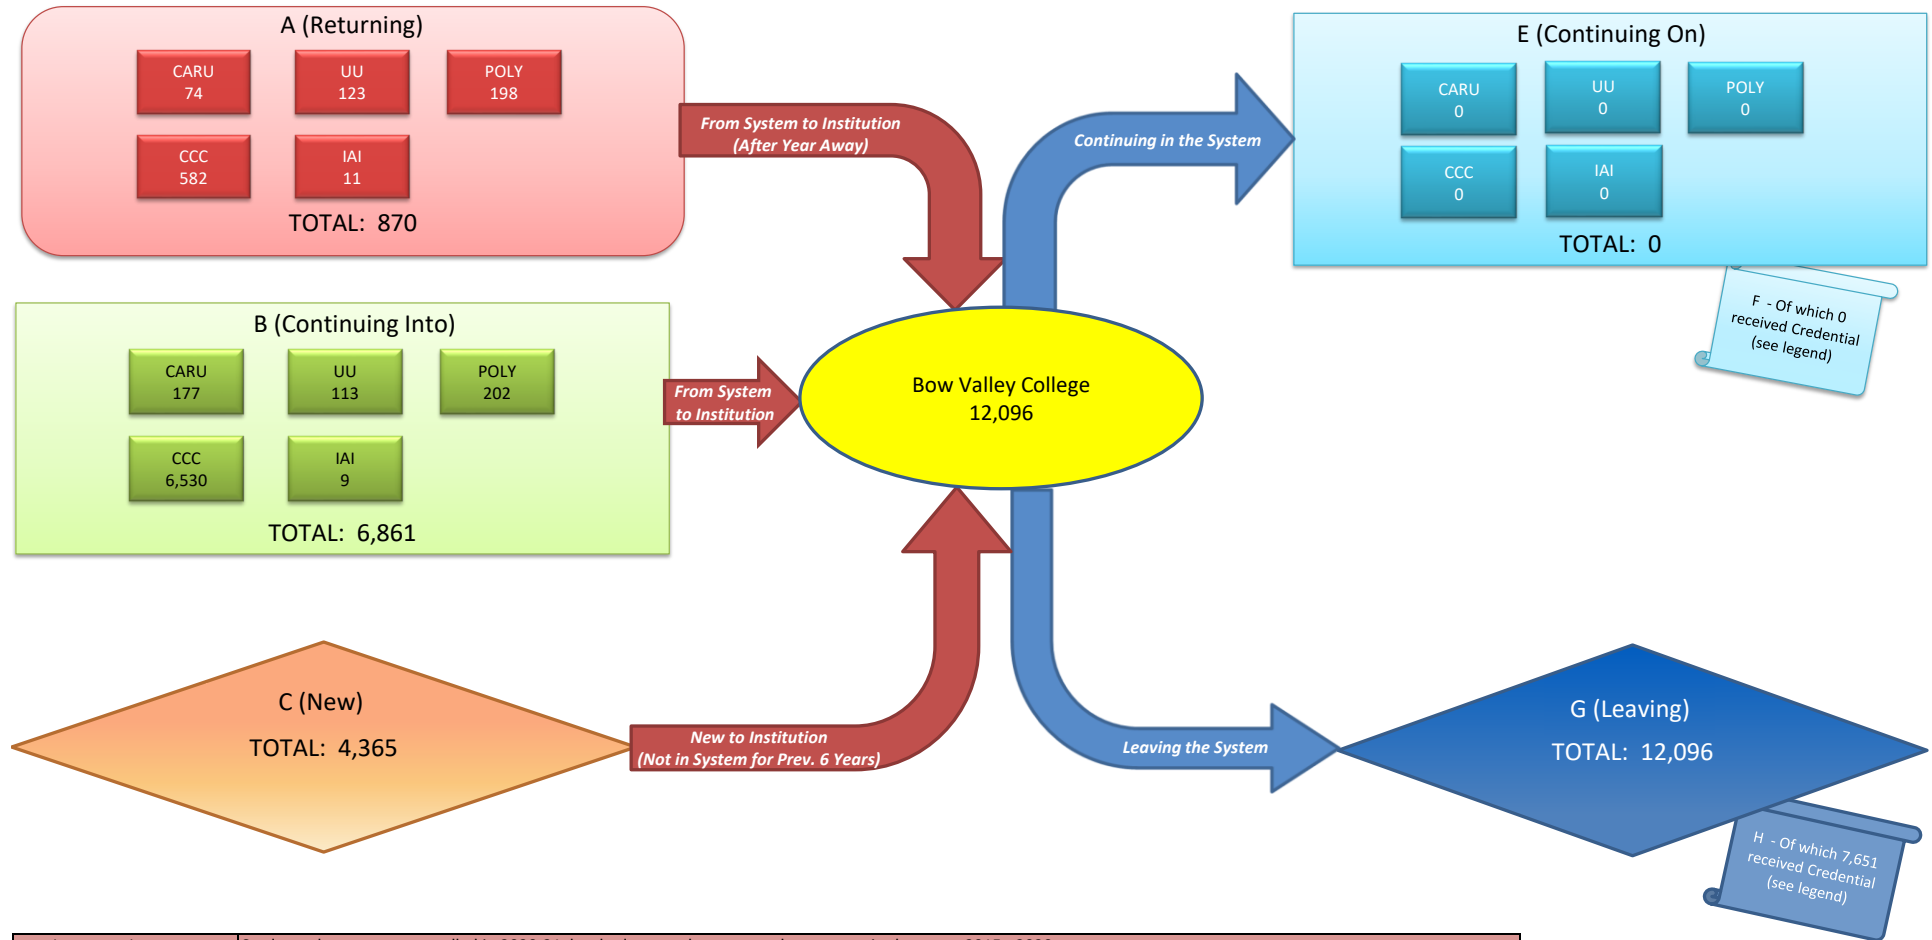 A (Returning)
CARU
74
UU
123
POLY
198
CCC
582
IAI
11
TOTAL: 870
From System to Institution
(After Year Away)
B (Continuing Into)
CARU
177
UU
113
POLY
202
CCC
6,530
IAI
9
TOTAL: 6,861
From System
to Institution
C (New)
TOTAL: 4,365
New to Institution
(Not in System for Prev. 6 Years)
Bow Valley College
12,096
Continuing in the System
E (Continuing On)
CARU
0
UU
0
POLY
0
CCC
0
IAI
0
TOTAL: 0
F - Of which 0
received Credential
(see legend)
Leaving the System
G (Leaving)
TOTAL: 12,096
H - Of which 7,651
received Credential
(see legend)